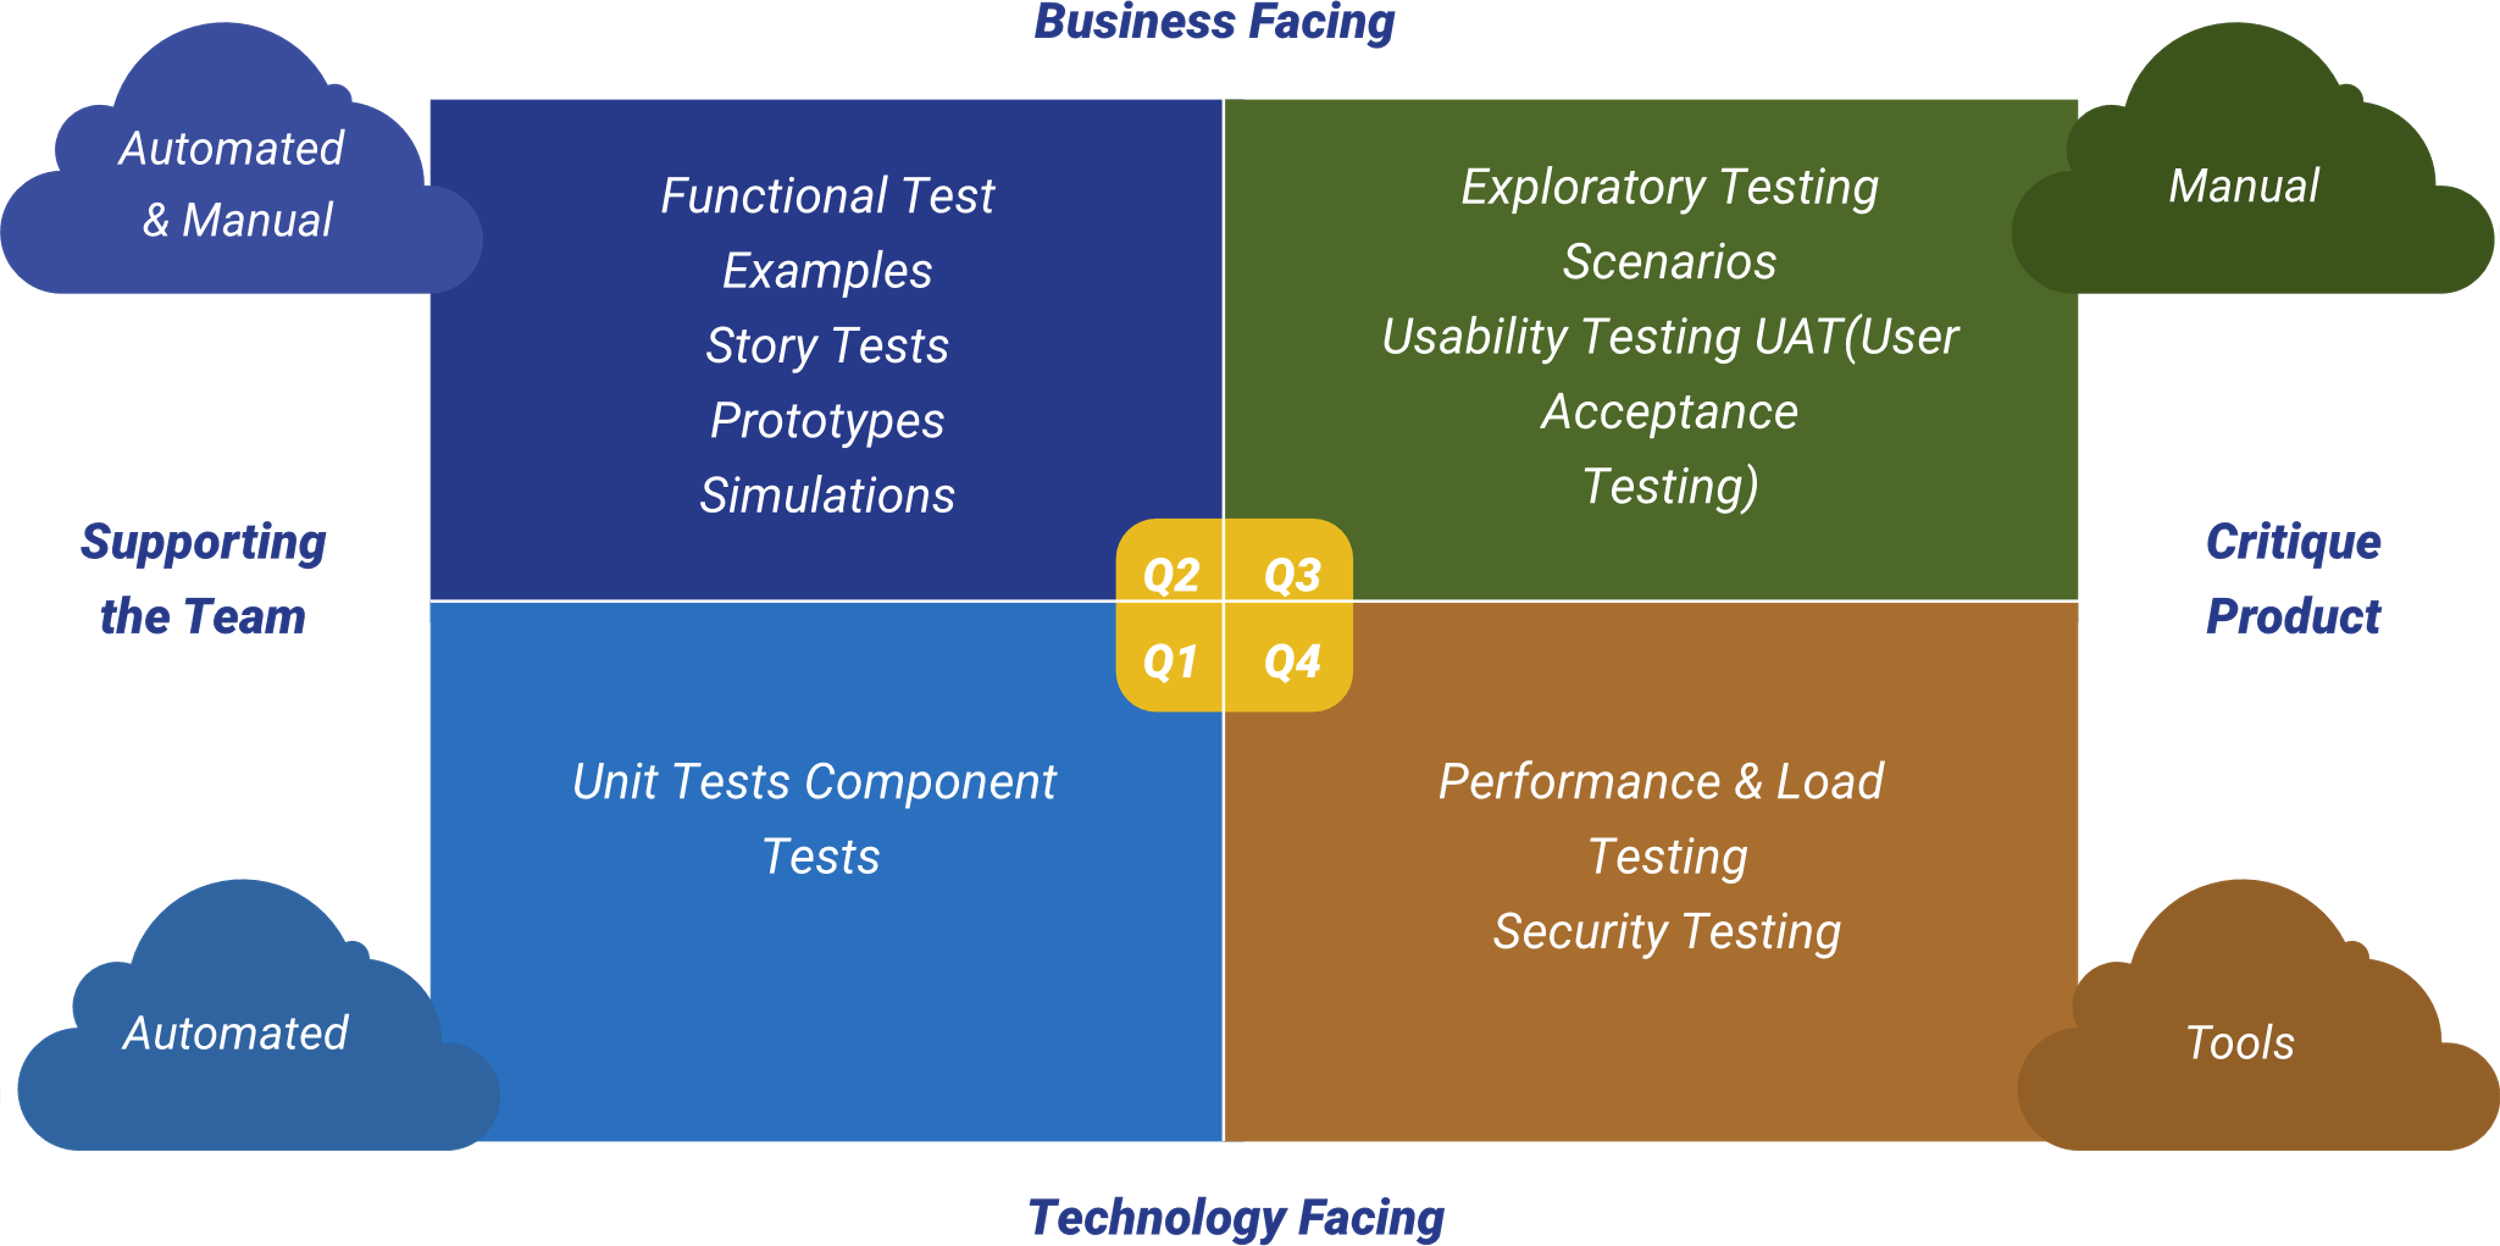 Business Facing
Automated
& Manual
Functional Test
Examples
Story Tests
Prototypes
Simulations
Exploratory Testing
Scenarios
Usability Testing UAT(User
Acceptance
Testing)
Manual
Supporting
the Team
Q2
Q3
Q1
Q4
Critique
Product
Unit Tests Component
Tests
Performance & Load
Testing
Security Testing
Automated
Tools
Technology Facing